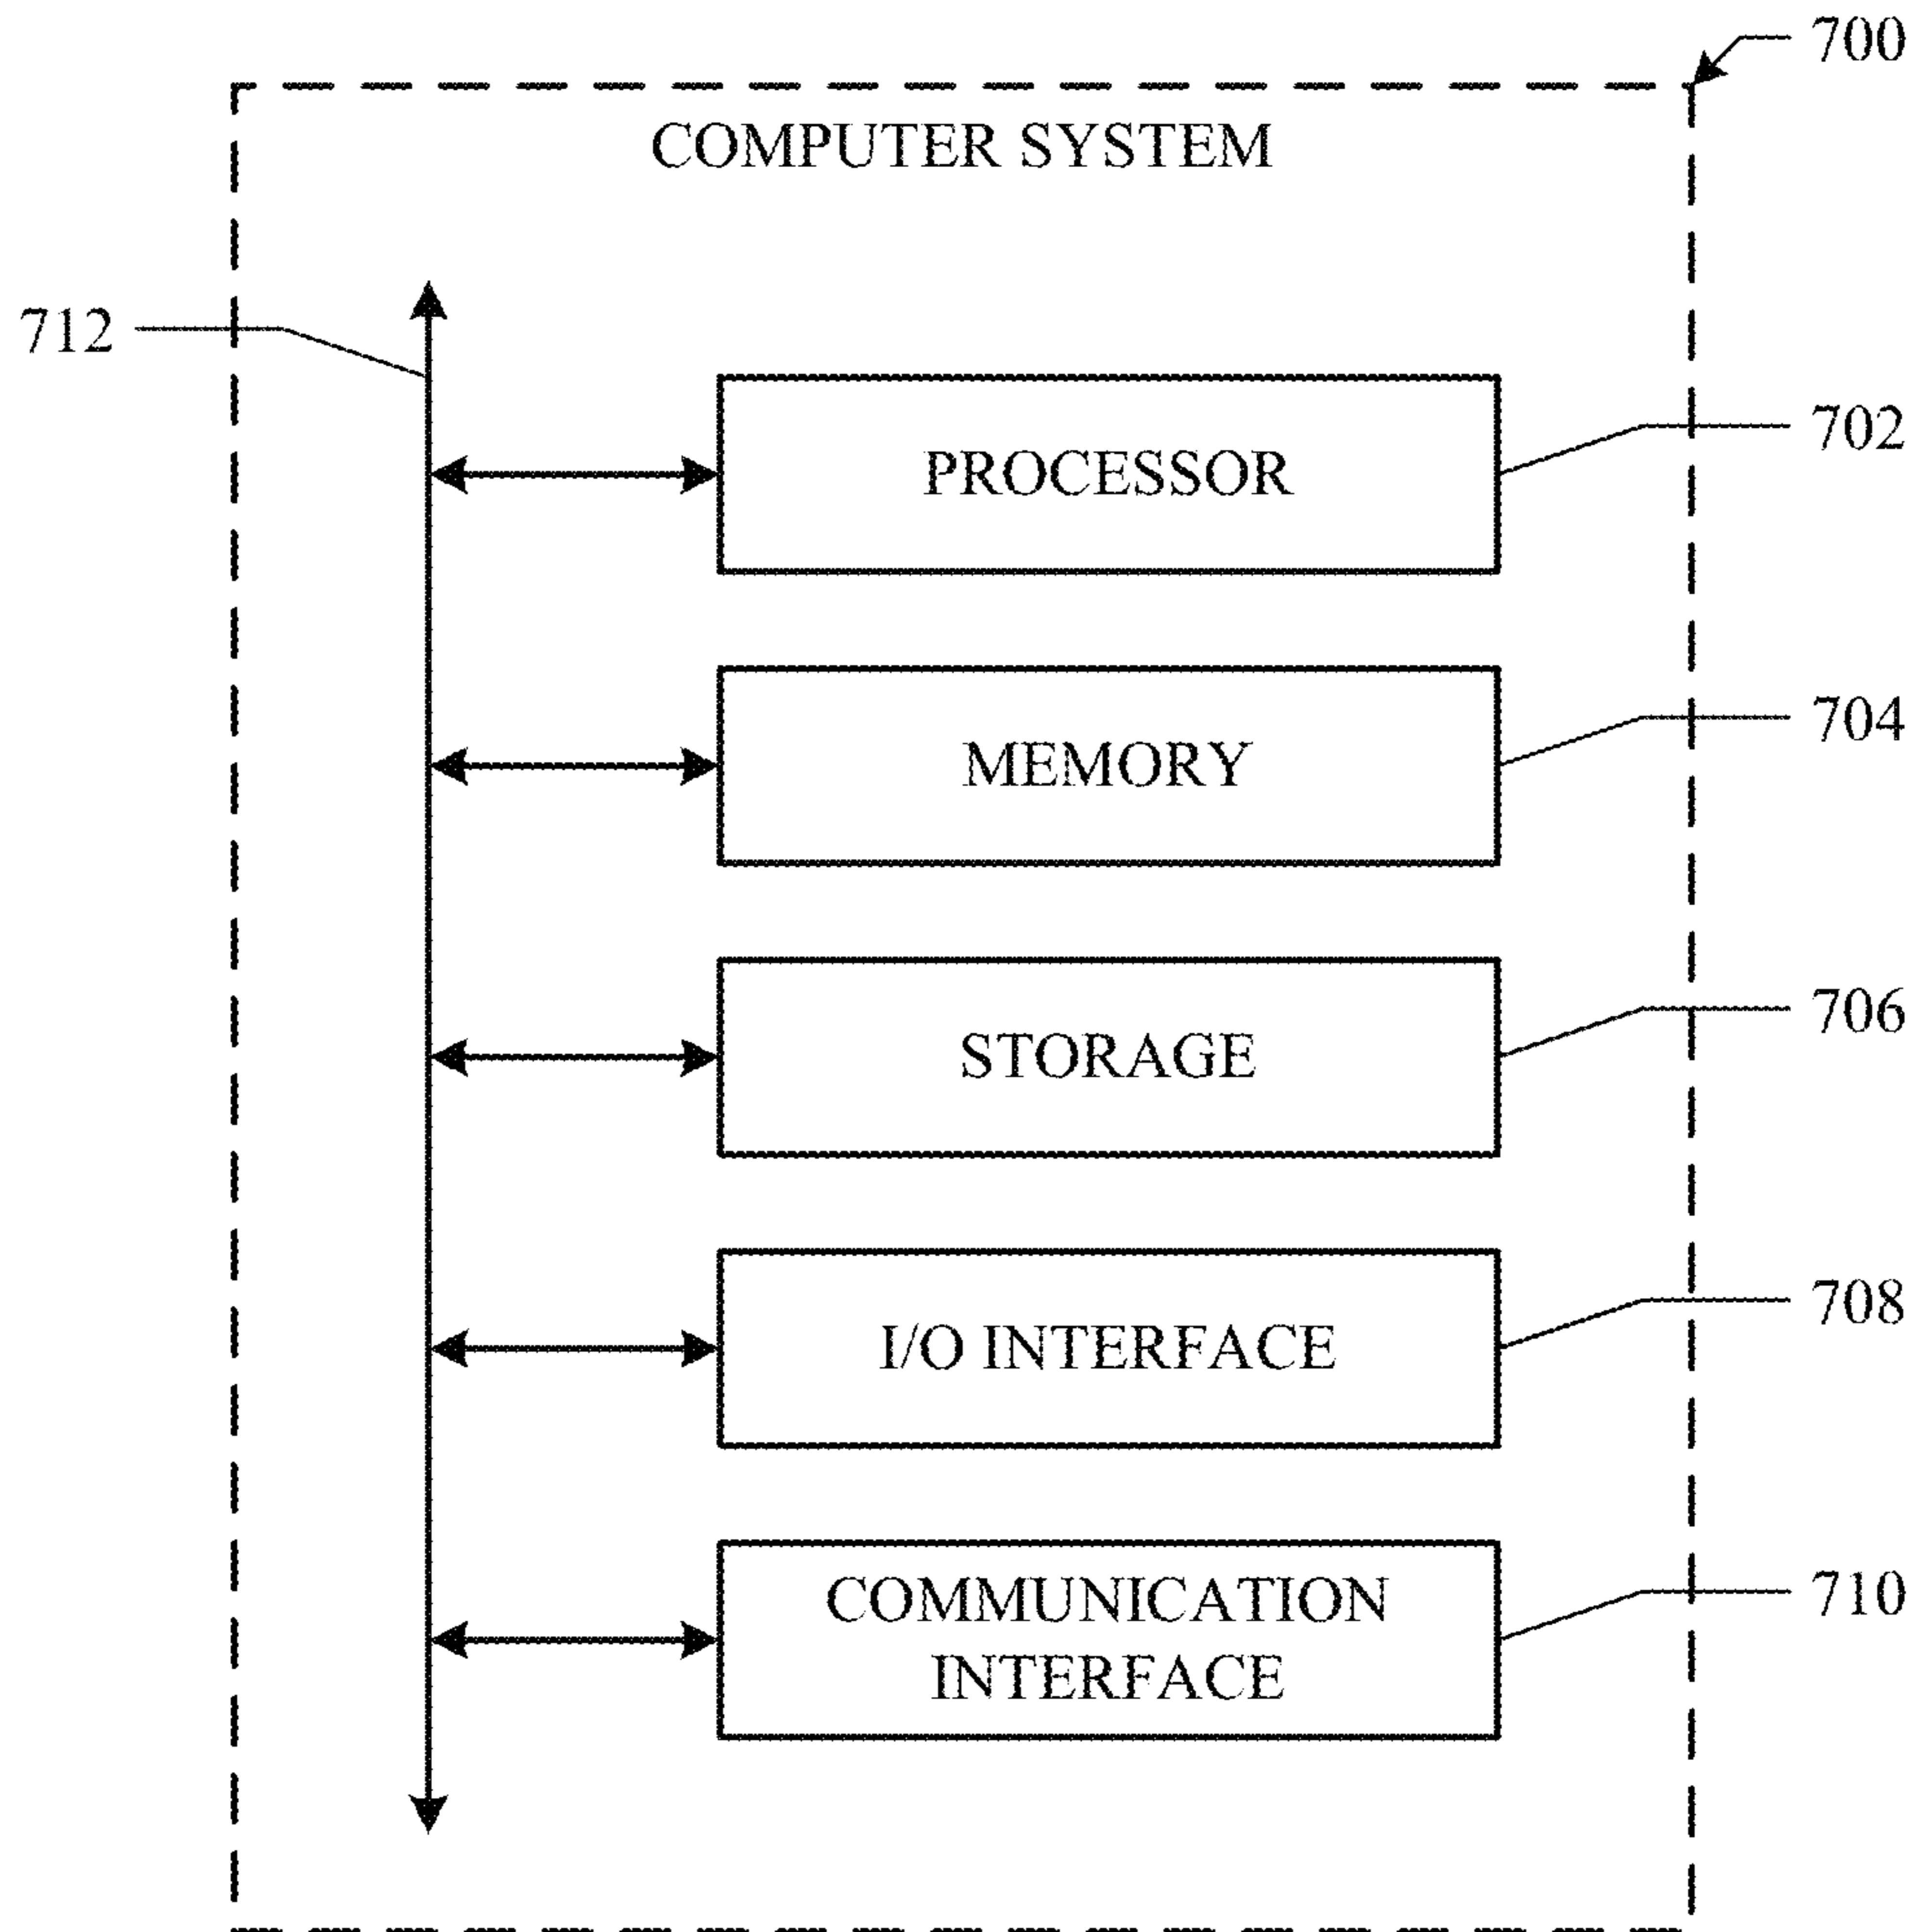 700
COMPUTER SYSTEM
712
PROCESSOR
702
MEMORY
704
STORAGE
706
I/O INTERFACE
708
COMMUNICATION
INTERFACE
710